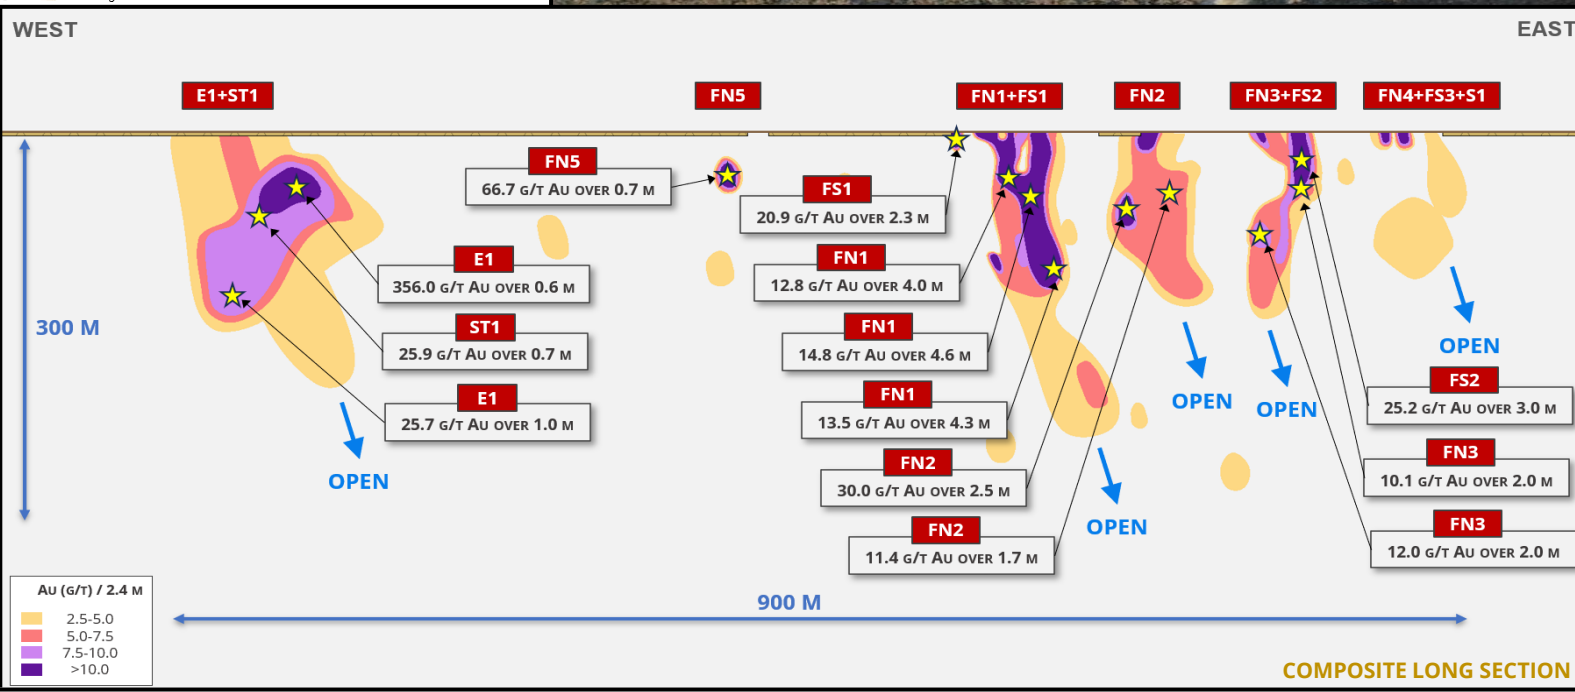 WEST
EAST
E1+ST1
FN5
FN1+FS1
FN2
FN3+FS2
FN4+FS3+S1
FN5
66.7 G/T AU OVER 0.7 M
FS1
20.9 G/T AU OVER 2.3 M
E1
356.0 G/T AU OVER 0.6 M
FN1
12.8 G/T AU OVER 4.0 M
ST1
25.9 G/T AU OVER 0.7 M
FN1
14.8 G/T AU OVER 4.6 M
E1
25.7 G/T AU OVER 1.0 M
FN1
13.5 G/T AU OVER 4.3 M
FN2
30.0 G/T AU OVER 2.5 M
FN2
11.4 G/T AU OVER 1.7 M
FS2
25.2 G/T AU OVER 3.0 M
FN3
10.1 G/T AU OVER 2.0 M
FN3
12.0 G/T AU OVER 2.0 M
OPEN
OPEN
OPEN
OPEN
OPEN
300 M
900 M
AU (G/T) / 2.4 M
2.5-5.0
5.0-7.5
7.5-10.0
>10.0
COMPOSITE LONG SECTION